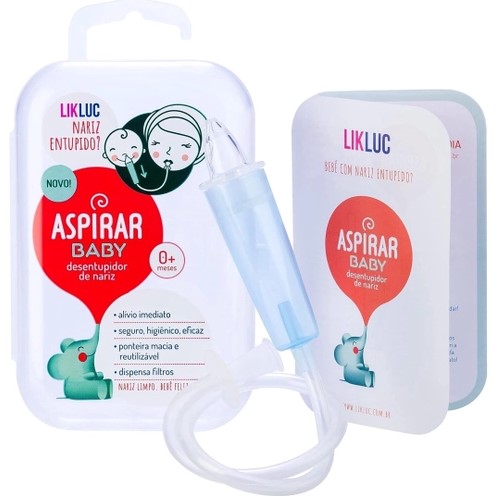 LIKLUC
NARIZ
ENTUPIDO?
NOVO!
ASPIRAR
BABY
desentupidor
de nariz
0+
meses
• alívio imediato
• seguro, higiênico, eficaz
• ponteira macia e
reutilizável
• dispensa filtros
NARIZ LIMPO, BEBÊ
LIKLUC
BEBÊ COM NARIZ ENTUPIDO?
ASPIRAR
BABY
desentupidor
de nariz
WWW.LIKLUC.COM.BR